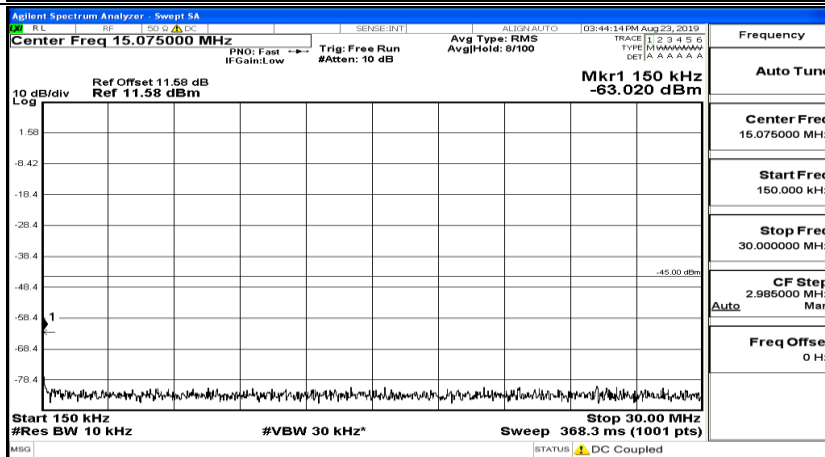 Agilent Spectrum Analyzer - Swept SA
LXI RL RF 50 Ω DC SENSE:INT ALIGN AUTO 03:44:14 PM Aug 23, 2019
Center Freq 15.075000 MHz
PNO: Fast
IFGain:Low
Trig: Free Run
#Atten: 10 dB
Avg Type: RMS
Avg|Hold: 8/100
TRACE 1 2 3 4 5 6
TYPE M W W W W W
DET A A A A A A
Ref Offset 11.58 dB
10 dB/div Ref 11.58 dBm
Log
Mkr1 150 kHz
-63.020 dBm
1.58
-8.42
-18.4
-28.4
-38.4
-45.00 dBm
-48.4
-58.4
1
-68.4
-78.4
Start 150 kHz Stop 30.00 MHz
#Res BW 10 kHz #VBW 30 kHz* Sweep 368.3 ms (1001 pts)
MSG STATUS DC Coupled
Frequency
Auto Tune
Center Freq
15.075000 MHz
Start Freq
150.000 kHz
Stop Freq
30.000000 MHz
CF Step
2.985000 MHz
Auto Man
Freq Offset
0 Hz